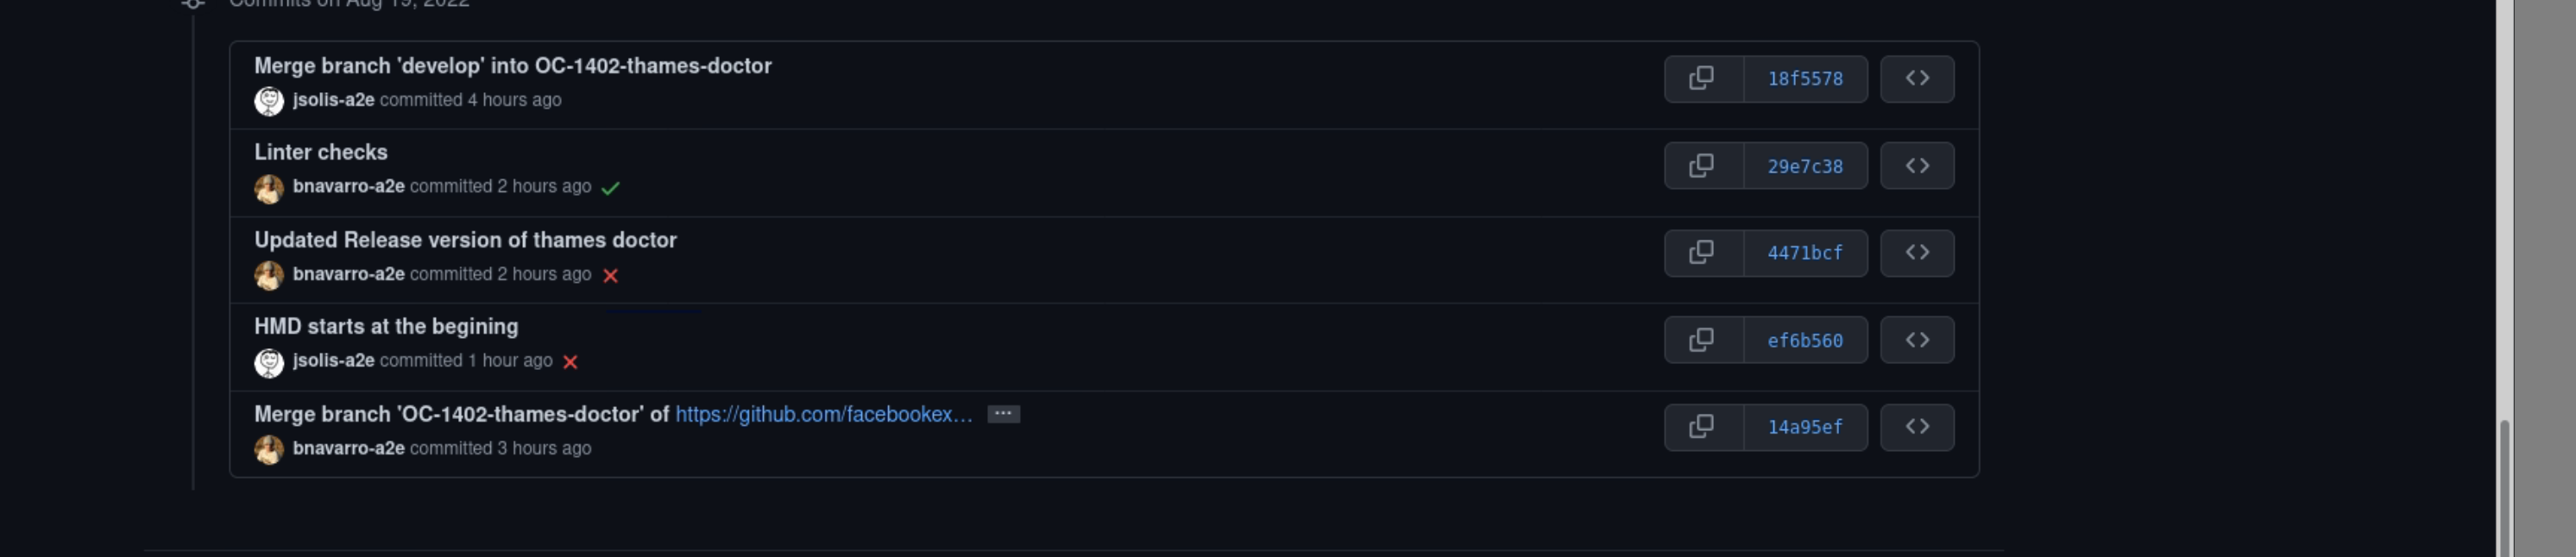 Commits on Aug 19, 2022
Merge branch 'develop' into OC-1402-thames-doctor
18f5578
jsolis-a2e committed 4 hours ago
Linter checks
29e7c38
bnavarro-a2e committed 2 hours ago
Updated Release version of thames doctor
4471bcf
bnavarro-a2e committed 2 hours ago
HMD starts at the begining
ef6b560
jsolis-a2e committed 1 hour ago
Merge branch 'OC-1402-thames-doctor' of https://github.com/facebookex… ...
14a95ef
bnavarro-a2e committed 3 hours ago